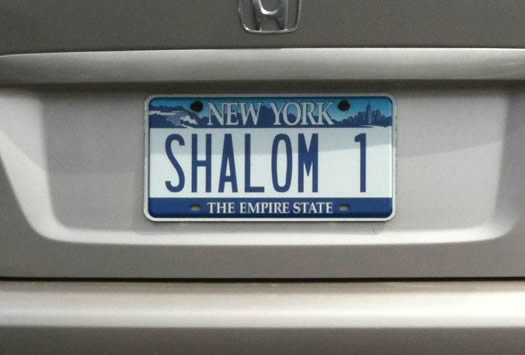 NEW YORK
SHALOM 1
THE EMPIRE STATE